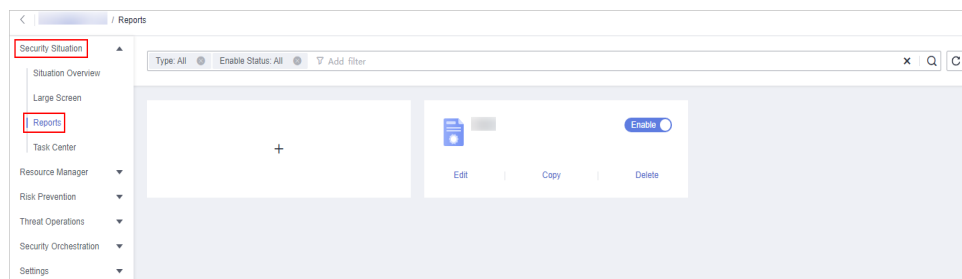 / Reports
Security Situation
Situation Overview
Large Screen
Reports
Task Center
Resource Manager
Risk Prevention
Threat Operations
Security Orchestration
Settings
Type: All Enable Status: All Add filter
+
Enable
Edit Copy Delete